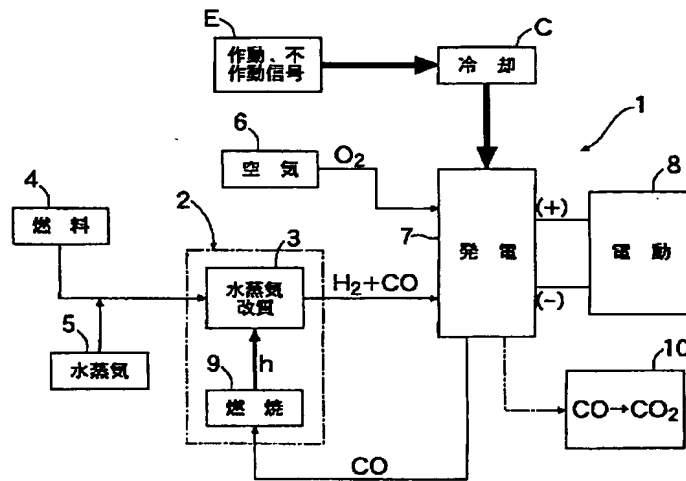 E
作動、不
作動信号
C
冷却
1
6
空気
O₂
4
燃料
8
(+)
7
発電
電動
2
3
水蒸気
改質
H₂+CO
(-)
5
水蒸気
9
h
燃焼
10
CO→CO₂
CO